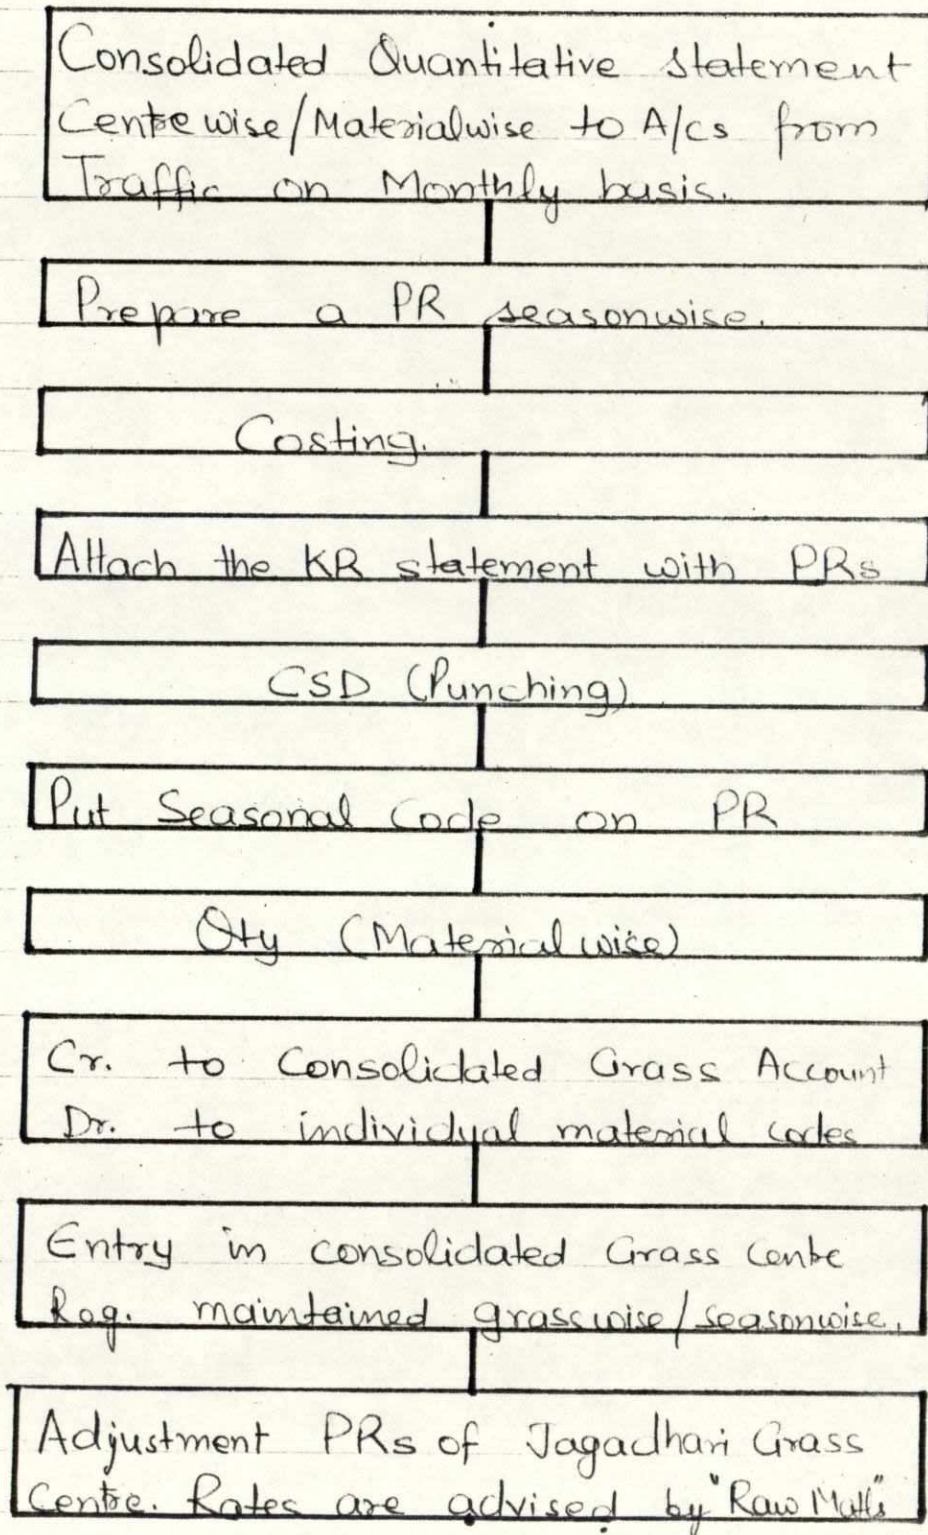 Consolidated Quantitative Statement
Centrewise/Materialwise to A/cs from
Traffic on Monthly basis.
Prepare a PR seasonwise.
Costing.
Attach the KR statement with PRs
CSD (Punching)
Put Seasonal Code on PR
Qty (Materialwise)
Cr. to Consolidated Grass Account
Dr. to individual material codes
Entry in consolidated Grass Centre
Reg. maintained grasswise/seasonwise.
Adjustment PRs of Jagadhari Grass
Centre. Rates are advised by "Raw Matls"